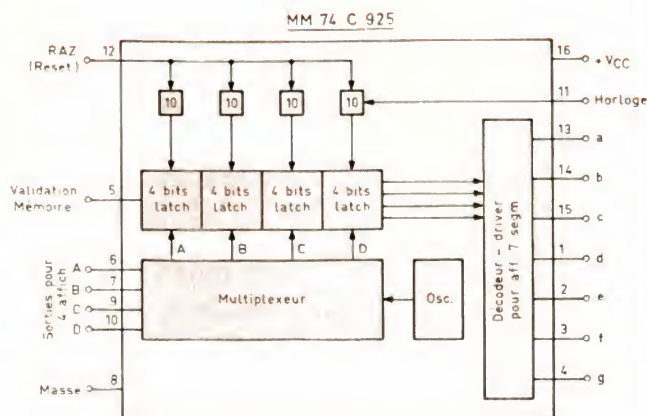 MM 74 C 925
RAZ
(Reset)
12
16
+ VCC
11
Horloge
10
10
10
10
13
a
14
b
15
c
1
d
2
e
3
f
4
g
Validation
Mémoire
5
4 bits
latch
4 bits
latch
4 bits
latch
4 bits
latch
A
B
C
D
Sorties pour
4 affich
A
6
B
7
C
9
D
10
Multiplexeur
Osc.
Décodeur - driver
pour aff 7 segm
Masse
8